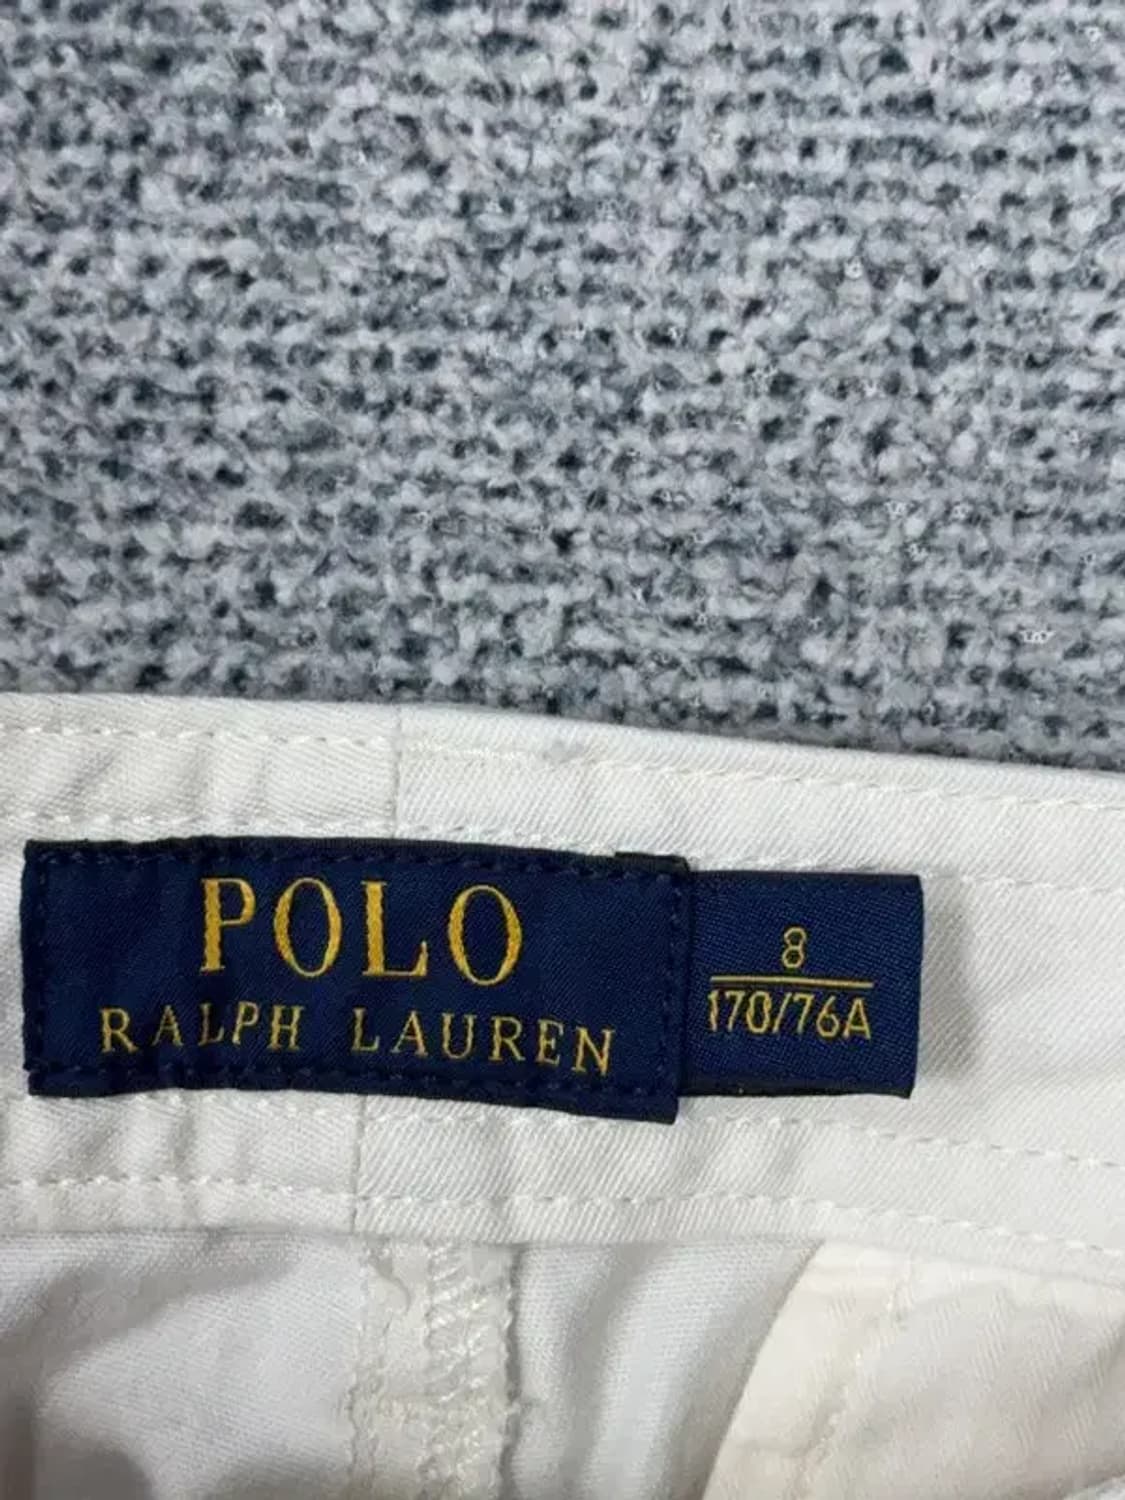 POLO
RALPH LAUREN
8
170/76A